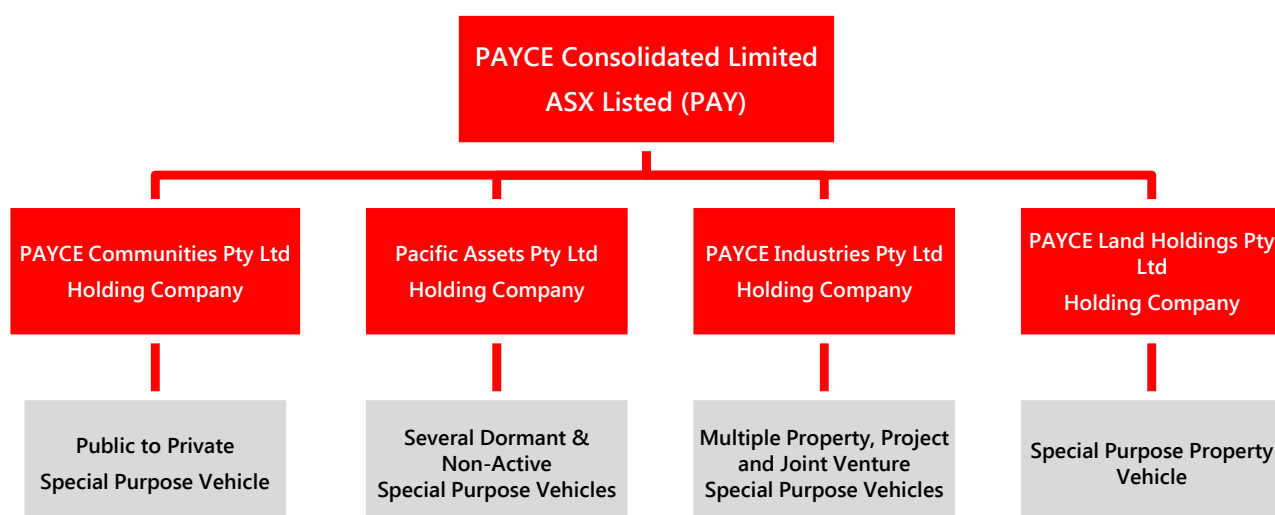 PAYCE Consolidated Limited
ASX Listed (PAY)
PAYCE Communities Pty Ltd
Holding Company
Pacific Assets Pty Ltd
Holding Company
PAYCE Industries Pty Ltd
Holding Company
PAYCE Land Holdings Pty
Ltd
Holding Company
Public to Private
Special Purpose Vehicle
Several Dormant &
Non-Active
Special Purpose Vehicles
Multiple Property, Project
and Joint Venture
Special Purpose Vehicles
Special Purpose Property
Vehicle